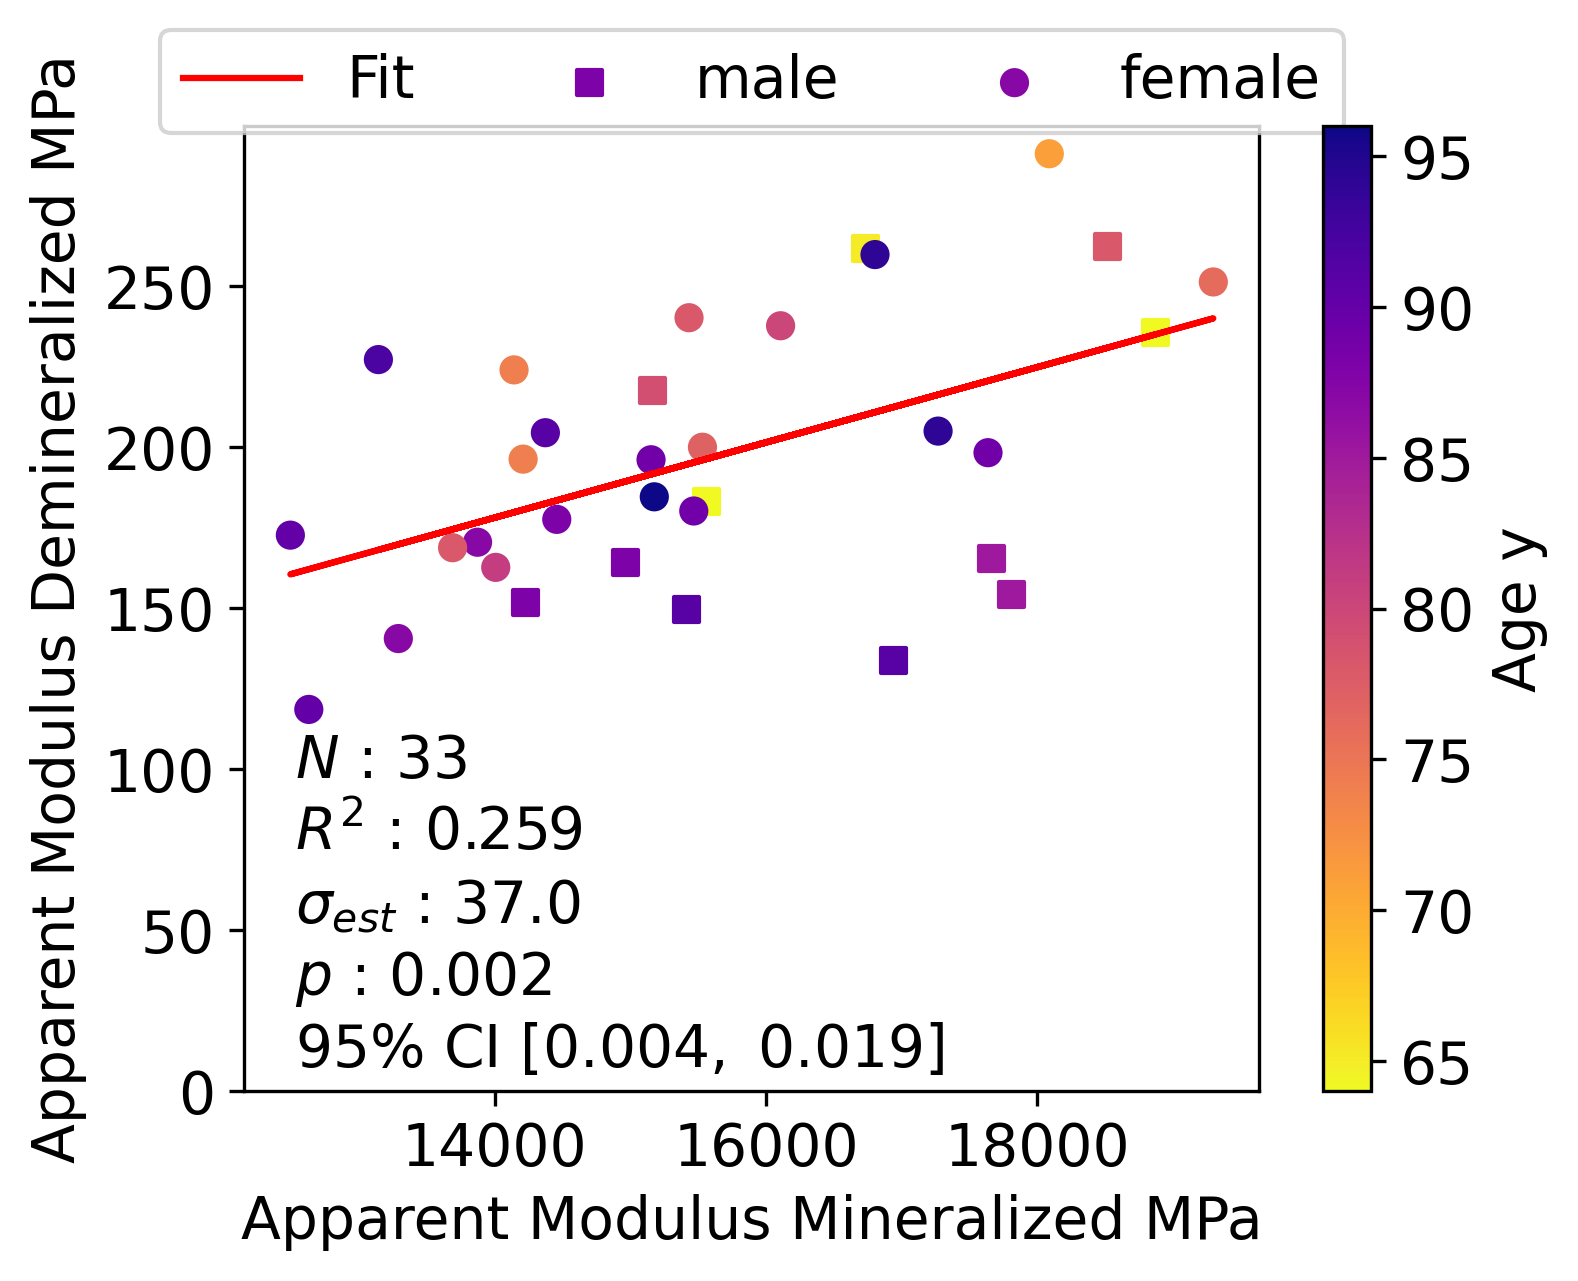 Fit male female
Apparent Modulus Demineralized MPa
250
200
150
100
50
0
N : 33
R² : 0.259
σest : 37.0
p : 0.002
95% CI [0.004, 0.019]
14000 16000 18000
Apparent Modulus Mineralized MPa
95
90
85
80
75
70
65
Age y